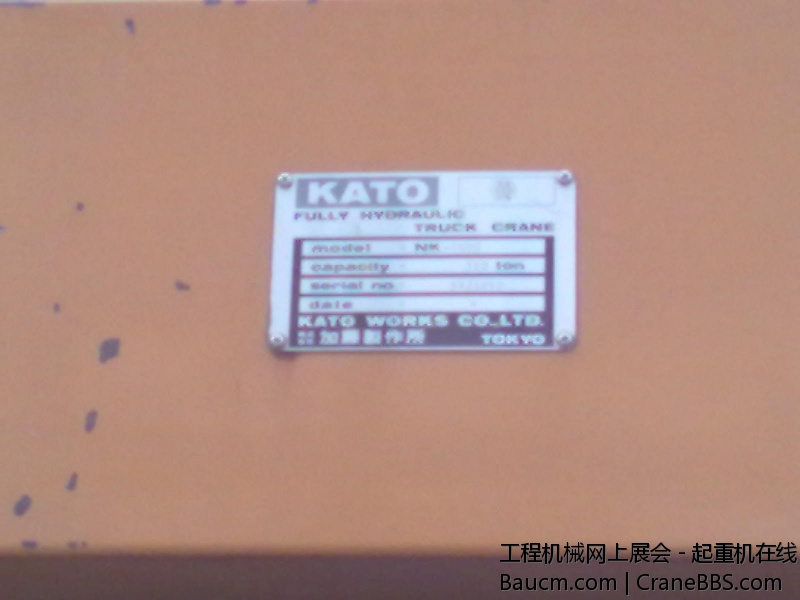 KATO
FULLY HYDRAULIC
TRUCK CRANE
model NK
capacity ton
serial no.
date
KATO WORKS CO.,LTD.
加藤製作所 TOKYO
工程机械网上展会 - 起重机在线
Baucm.com | CraneBBS.com